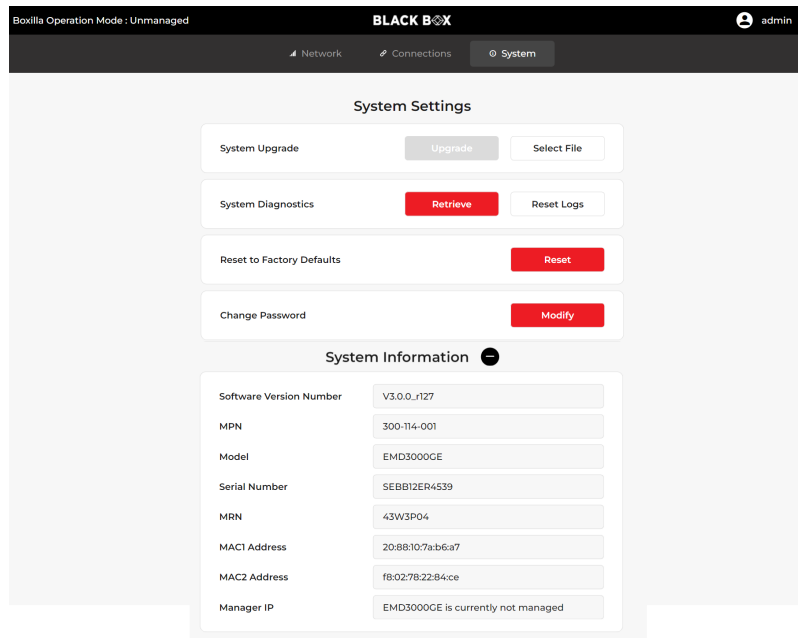 Boxilla Operation Mode : Unmanaged BLACK BOX admin
Network Connections System
System Settings
System Upgrade Upgrade Select File
System Diagnostics Retrieve Reset Logs
Reset to Factory Defaults Reset
Change Password Modify
System Information
Software Version Number V3.0.0_r127
MPN 300-114-001
Model EMD3000GE
Serial Number SEBB12ER4539
MRN 43W3P04
MAC1 Address 20:88:10:7a:b6:a7
MAC2 Address f8:02:78:22:84:ce
Manager IP EMD3000GE is currently not managed